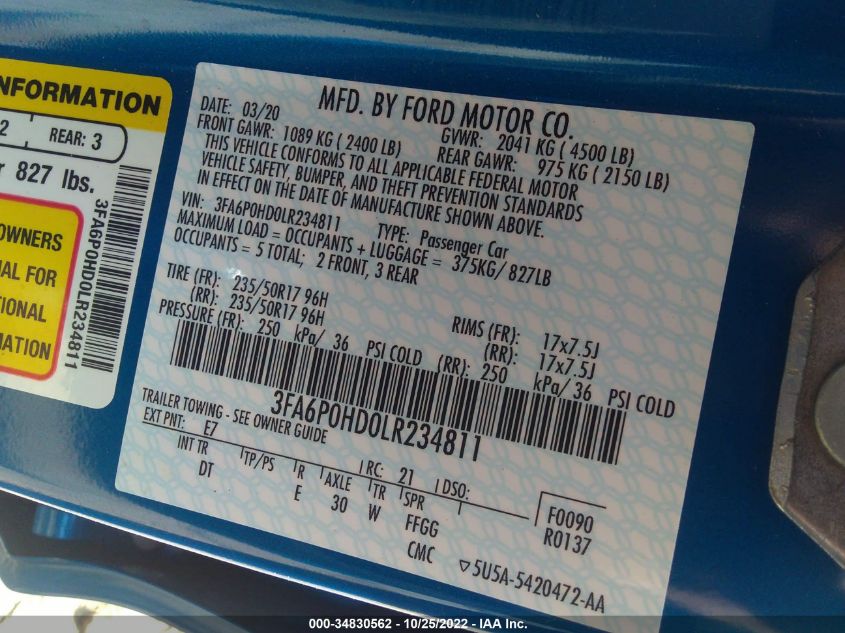 NFORMATION
2
REAR: 3
827 lbs.
OWNERS
AL FOR
TIONAL
MATION
3FA6P0HD0LR234811
MFD. BY FORD MOTOR CO.
DATE: 03/20
GVWR: 2041 KG ( 4500 LB)
FRONT GAWR: 1089 KG ( 2400 LB)
REAR GAWR: 975 KG ( 2150 LB)
THIS VEHICLE CONFORMS TO ALL APPLICABLE FEDERAL MOTOR
VEHICLE SAFETY, BUMPER, AND THEFT PREVENTION STANDARDS
IN EFFECT ON THE DATE OF MANUFACTURE SHOWN ABOVE.
VIN: 3FA6P0HD0LR234811
TYPE: Passenger Car
MAXIMUM LOAD = OCCUPANTS + LUGGAGE = 375KG/ 827LB
OCCUPANTS = 5 TOTAL; 2 FRONT, 3 REAR
TIRE (FR): 235/50R17 96H
RIMS (FR): 17x7.5J
(RR): 235/50R17 96H
(RR): 17x7.5J
PRESSURE (FR): 250 kPa/ 36 PSI COLD (RR): 250 kPa/36 PSI COLD
3FA6P0HD0LR234811
TRAILER TOWING - SEE OWNER GUIDE
EXT PNT: E7
RC: 21
DSO:
INT TR
TP/PS
R
AXLE
TR
SPR
F0090
DT
E
30
W
FFGG
R0137
CMC
▽5U5A-5420472-AA
000-34830562 - 10/25/2022 - IAA Inc.